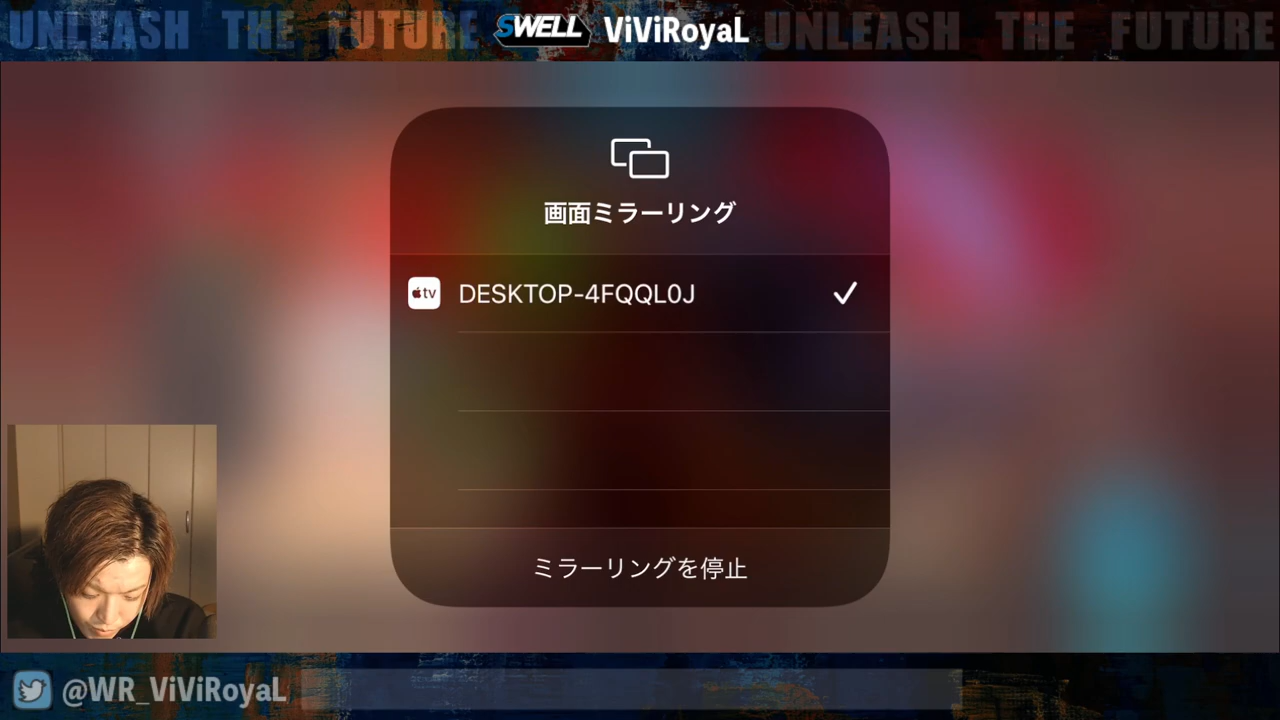 UNLEASH THE FUTURE SWELL ViViRoyaL UNLEASH THE FUTURE
画面ミラーリング
tv DESKTOP-4FQQL0J
ミラーリングを停止
@WR_ViViRoyaL